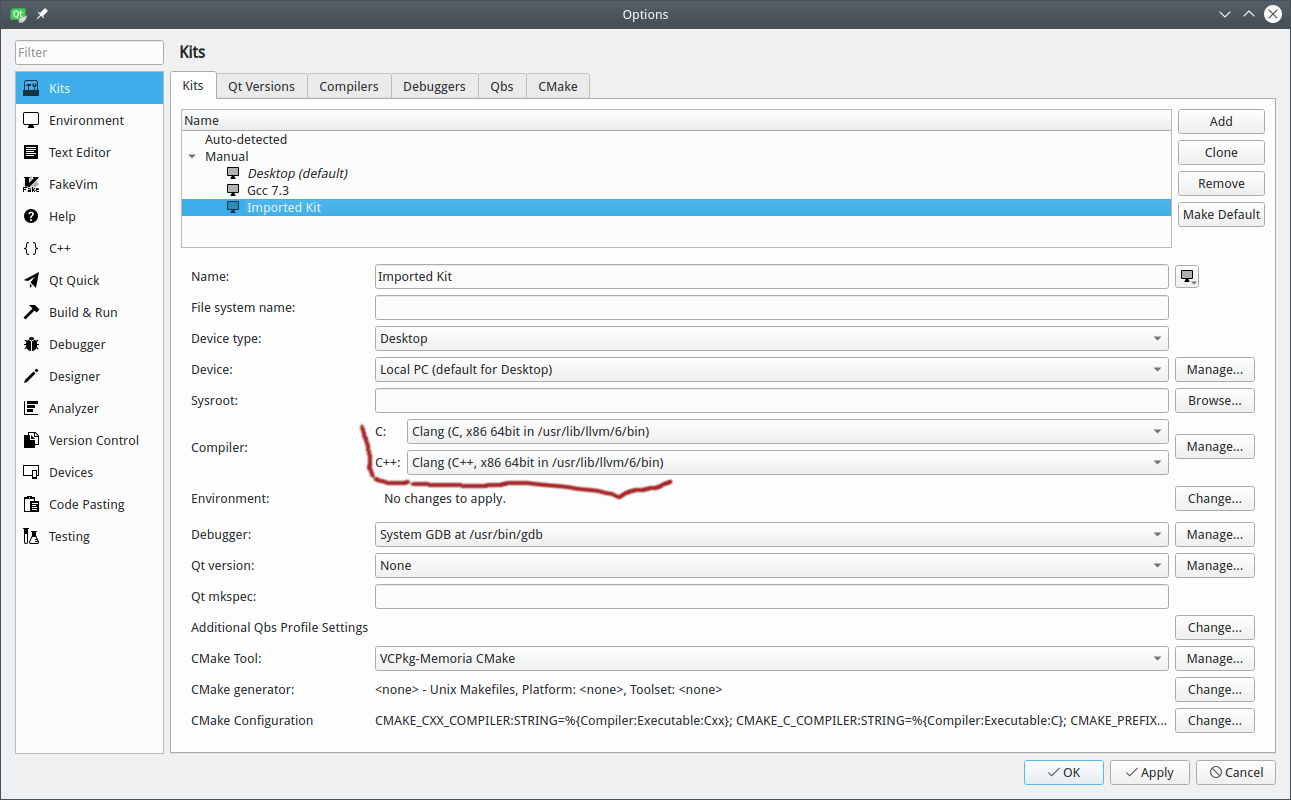 Qt
Options
Filter
Kits
Environment
Text Editor
FakeVim
Help
C++
Qt Quick
Build & Run
Debugger
Designer
Analyzer
Version Control
Devices
Code Pasting
Testing
Kits
Kits Qt Versions Compilers Debuggers Qbs CMake
Name
Auto-detected
Manual
Desktop (default)
Gcc 7.3
Imported Kit
Add
Clone
Remove
Make Default
Name: Imported Kit
File system name:
Device type: Desktop
Device: Local PC (default for Desktop) Manage...
Sysroot: Browse...
Compiler: C: Clang (C, x86 64bit in /usr/lib/llvm/6/bin) Manage...
C++: Clang (C++, x86 64bit in /usr/lib/llvm/6/bin)
Environment: No changes to apply. Change...
Debugger: System GDB at /usr/bin/gdb Manage...
Qt version: None Manage...
Qt mkspec:
Additional Qbs Profile Settings Change...
CMake Tool: VCPkg-Memoria CMake Manage...
CMake generator: <none> - Unix Makefiles, Platform: <none>, Toolset: <none> Change...
CMake Configuration CMAKE_CXX_COMPILER:STRING=%{Compiler:Executable:Cxx}; CMAKE_C_COMPILER:STRING=%{Compiler:Executable:C}; CMAKE_PREFIX... Change...
OK Apply Cancel